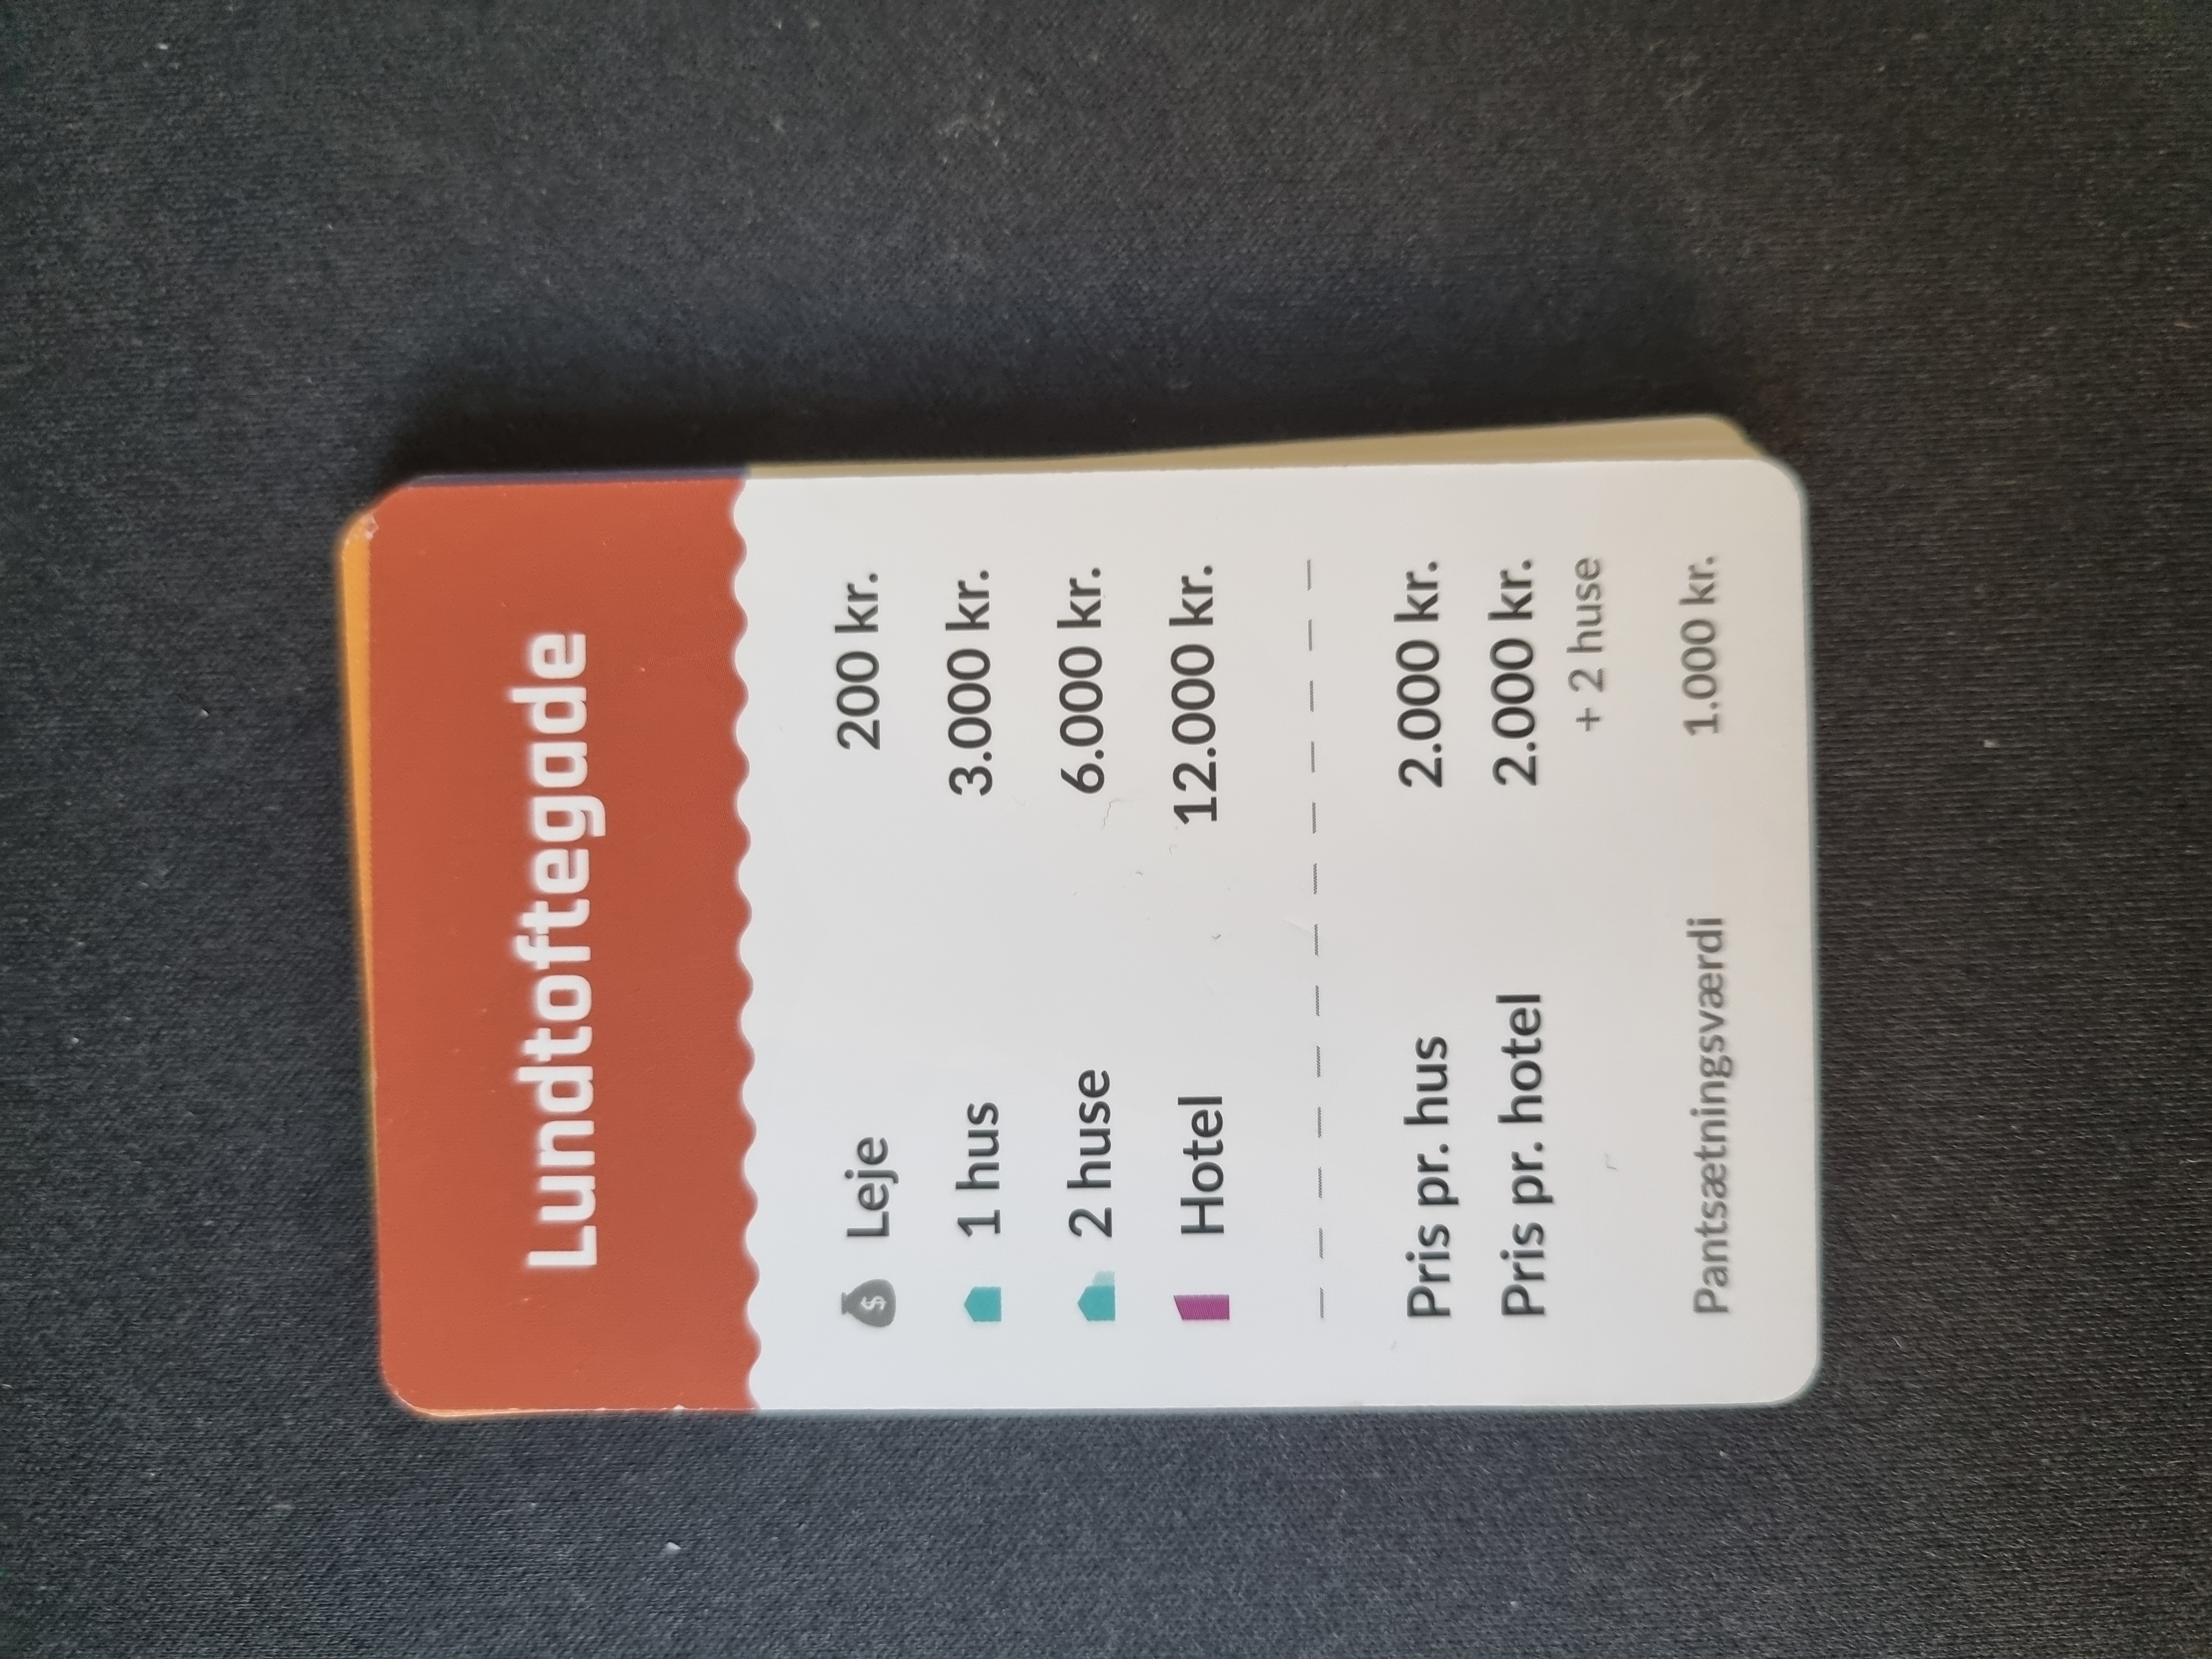 Lundtoftegade
Leje 200 kr.
1 hus 3.000 kr.
2 huse 6.000 kr.
Hotel 12.000 kr.
Pris pr. hus 2.000 kr.
Pris pr. hotel 2.000 kr.
+ 2 huse
Pantsætningsværdi 1.000 kr.